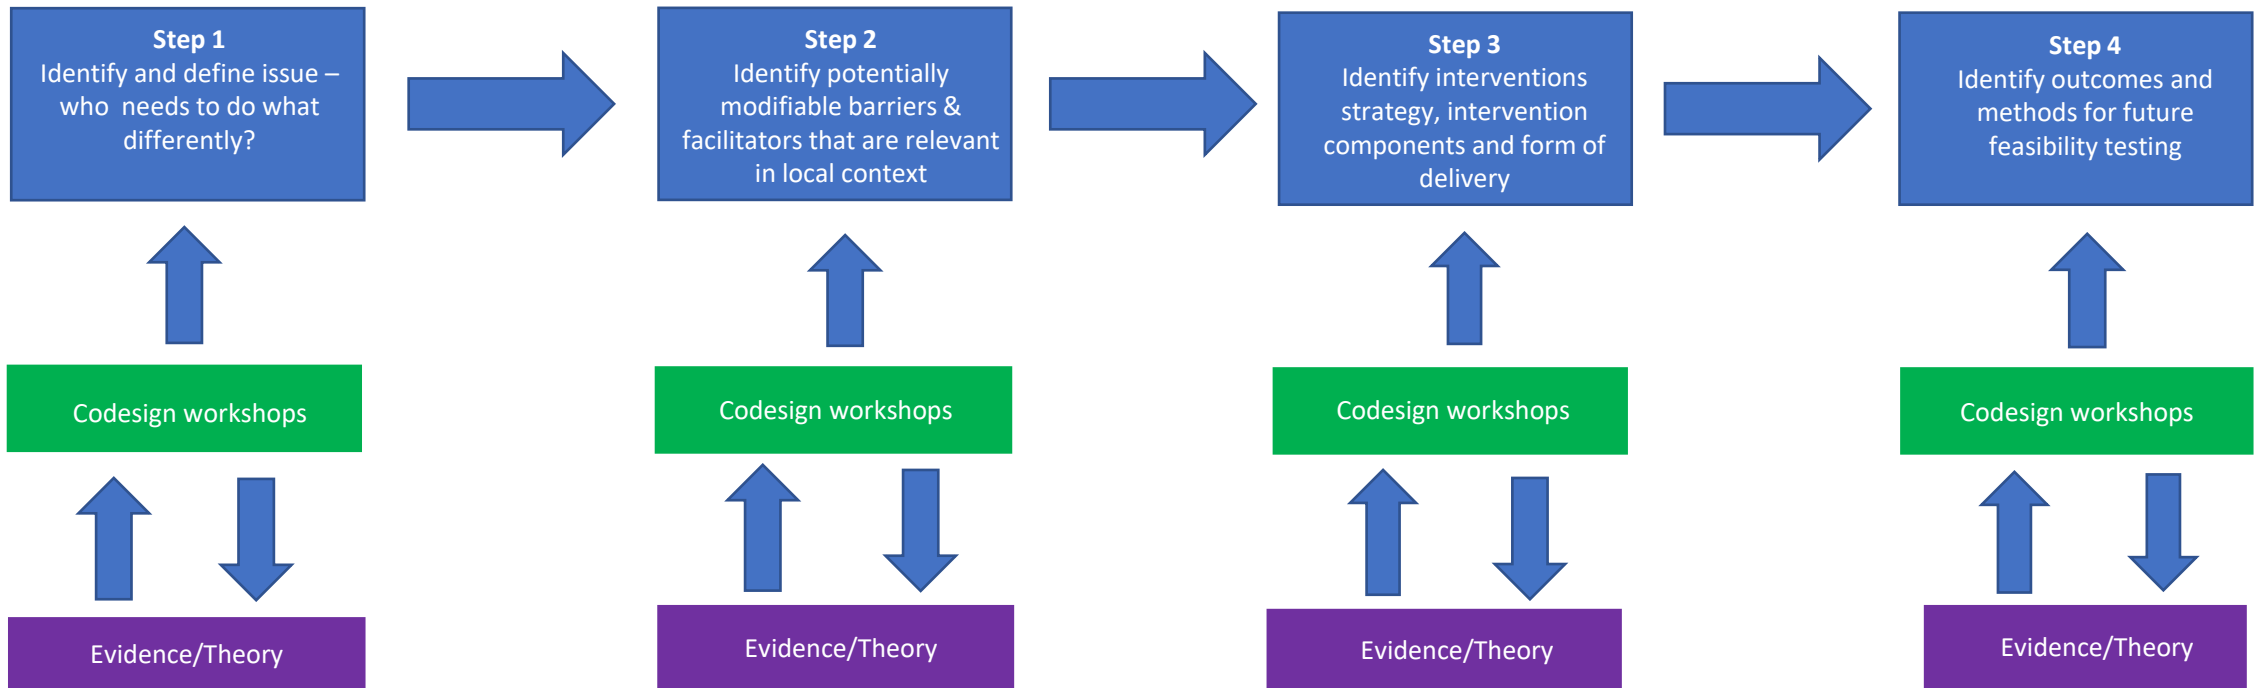 Step 1
Identify and define issue –
who  needs to do what
differently?
Step 2
Identify potentially
modifiable barriers &
facilitators that are relevant
in local context
Step 3
Identify interventions
strategy, intervention
components and form of
delivery
Step 4
Identify outcomes and
methods for future
feasibility testing
Codesign workshops
Codesign workshops
Codesign workshops
Codesign workshops
Evidence/Theory
Evidence/Theory
Evidence/Theory
Evidence/Theory